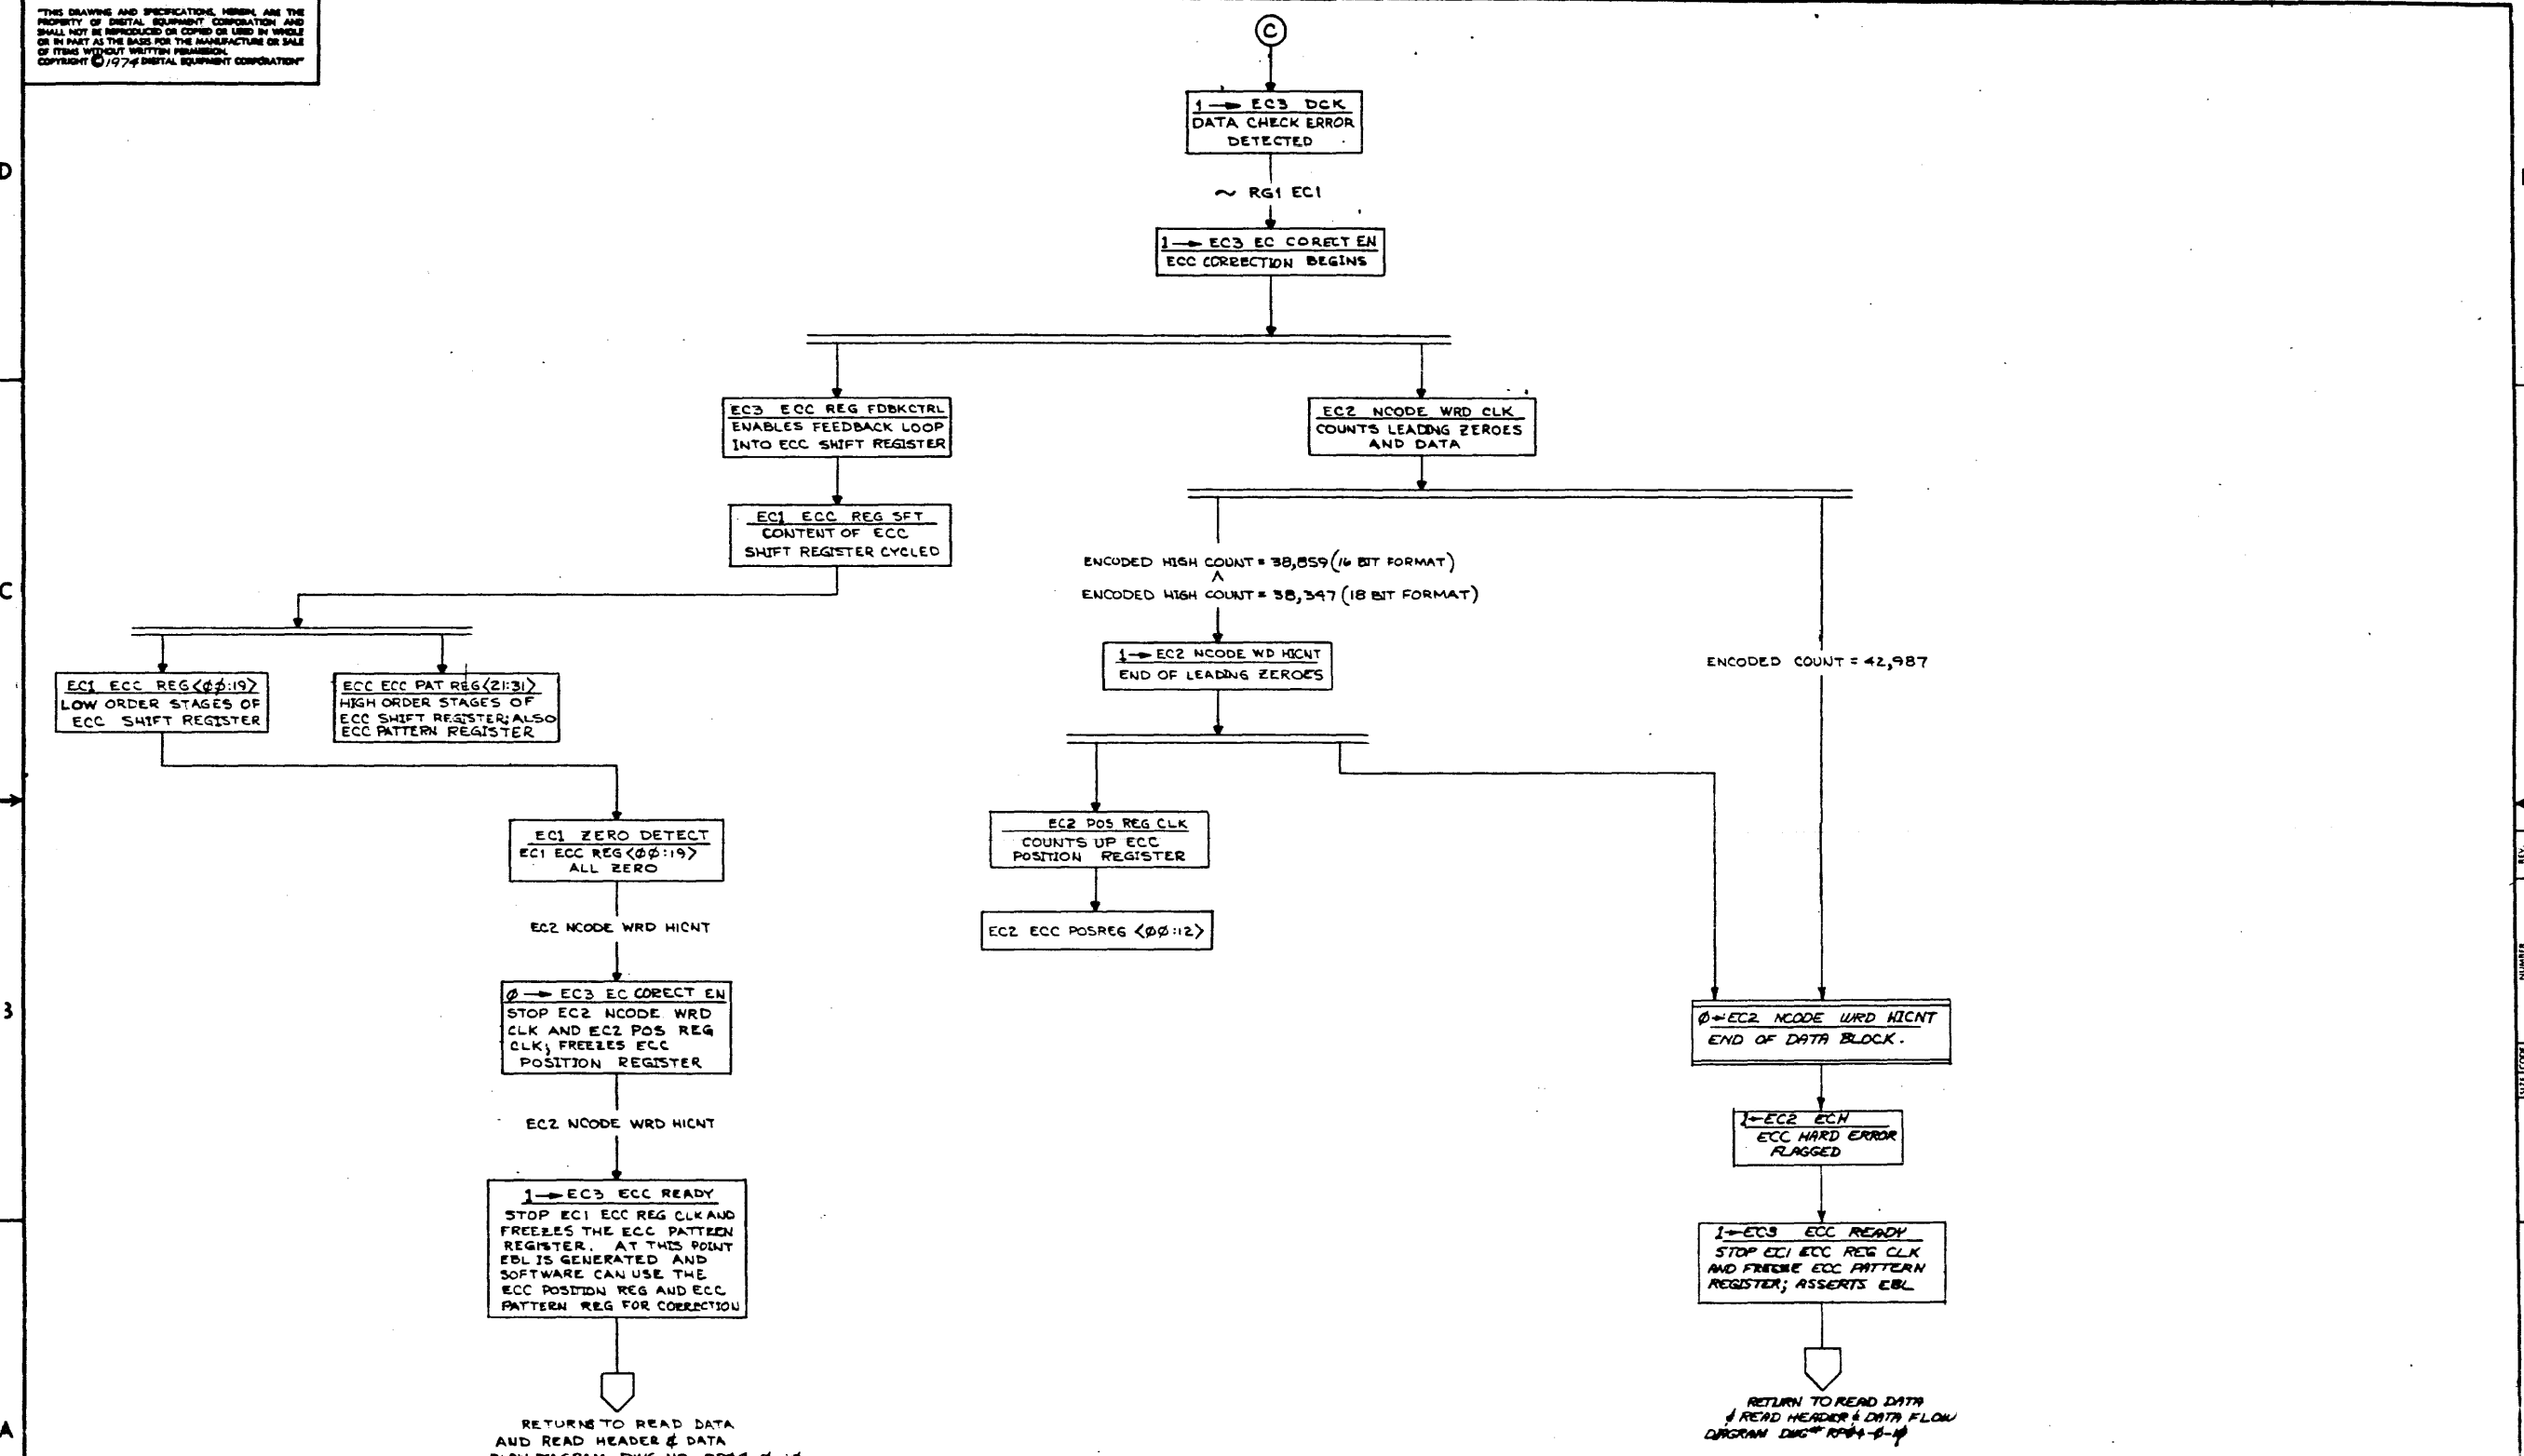 "THIS DRAWING AND SPECIFICATIONS, HEREIN, ARE THE
PROPERTY OF DIGITAL EQUIPMENT CORPORATION AND
SHALL NOT BE REPRODUCED OR COPIED OR USED IN WHOLE
OR IN PART AS THE BASIS FOR THE MANUFACTURE OR SALE
OF ITEMS WITHOUT WRITTEN PERMISSION.
COPYRIGHT © 1974 DIGITAL EQUIPMENT CORPORATION"
C
1 → EC3 DCK
DATA CHECK ERROR
DETECTED
D
~ RG1 EC1
1 → EC3 EC CORECT EN
ECC CORRECTION BEGINS
EC3 ECC REG FDBKCTRL
ENABLES FEEDBACK LOOP
INTO ECC SHIFT REGISTER
EC2 NCODE WRD CLK
COUNTS LEADING ZEROES
AND DATA
EC1 ECC REG SFT
CONTENT OF ECC
SHIFT REGISTER CYCLED
ENCODED HIGH COUNT = 38,859 (16 BIT FORMAT)
∧
ENCODED HIGH COUNT = 38,347 (18 BIT FORMAT)
C
EC1 ECC REG<ØØ:19>
LOW ORDER STAGES OF
ECC SHIFT REGISTER
ECC ECC PAT REG<21:31>
HIGH ORDER STAGES OF
ECC SHIFT REGISTER; ALSO
ECC PATTERN REGISTER
1 → EC2 NCODE WD HICNT
END OF LEADING ZEROES
ENCODED COUNT = 42,987
EC1 ZERO DETECT
EC1 ECC REG<ØØ:19>
ALL ZERO
EC2 POS REG CLK
COUNTS UP ECC
POSITION REGISTER
REV.
EC2 NCODE WRD HICNT
EC2 ECC POSREG <ØØ:12>
NUMBER
Ø → EC3 EC CORECT EN
STOP EC2 NCODE WRD
CLK AND EC2 POS REG
CLK; FREEZES ECC
POSITION REGISTER
Ø→EC2 NCODE WRD HICNT
END OF DATA BLOCK.
SIZE CODE
EC2 NCODE WRD HICNT
1→EC2 ECH
ECC HARD ERROR
FLAGGED
1 → EC3 ECC READY
STOP EC1 ECC REG CLK AND
FREEZES THE ECC PATTERN
REGISTER. AT THIS POINT
EBL IS GENERATED AND
SOFTWARE CAN USE THE
ECC POSITION REG AND ECC
PATTERN REG FOR CORRECTION
1→EC3 ECC READY
STOP EC1 ECC REG CLK
AND FREEZE ECC PATTERN
REGISTER; ASSERTS EBL
RETURNS TO READ DATA
AND READ HEADER & DATA
RETURN TO READ DATA
& READ HEADER & DATA FLOW
DIAGRAM DWG# RPØ4-Ø-1Ø
A